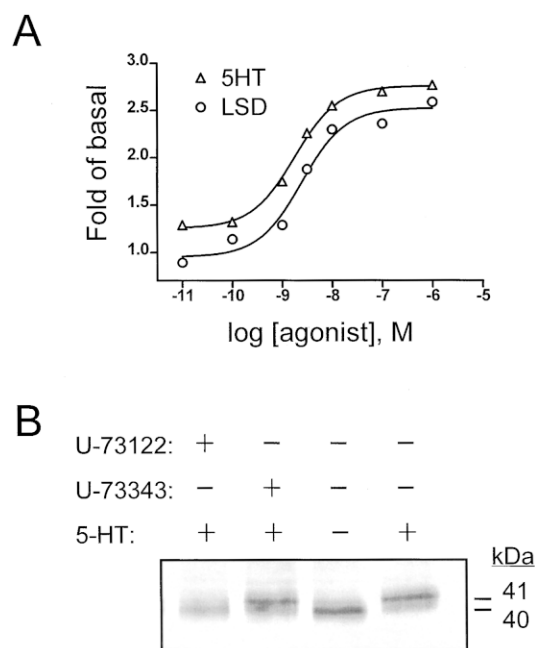 A
3.0
2.5
2.0
1.5
1.0
Fold of basal
△ 5HT
○ LSD
-11 -10 -9 -8 -7 -6 -5
log [agonist], M
B
U-73122: + − − −
U-73343: − + − −
5-HT: + + − +
kDa
41
40